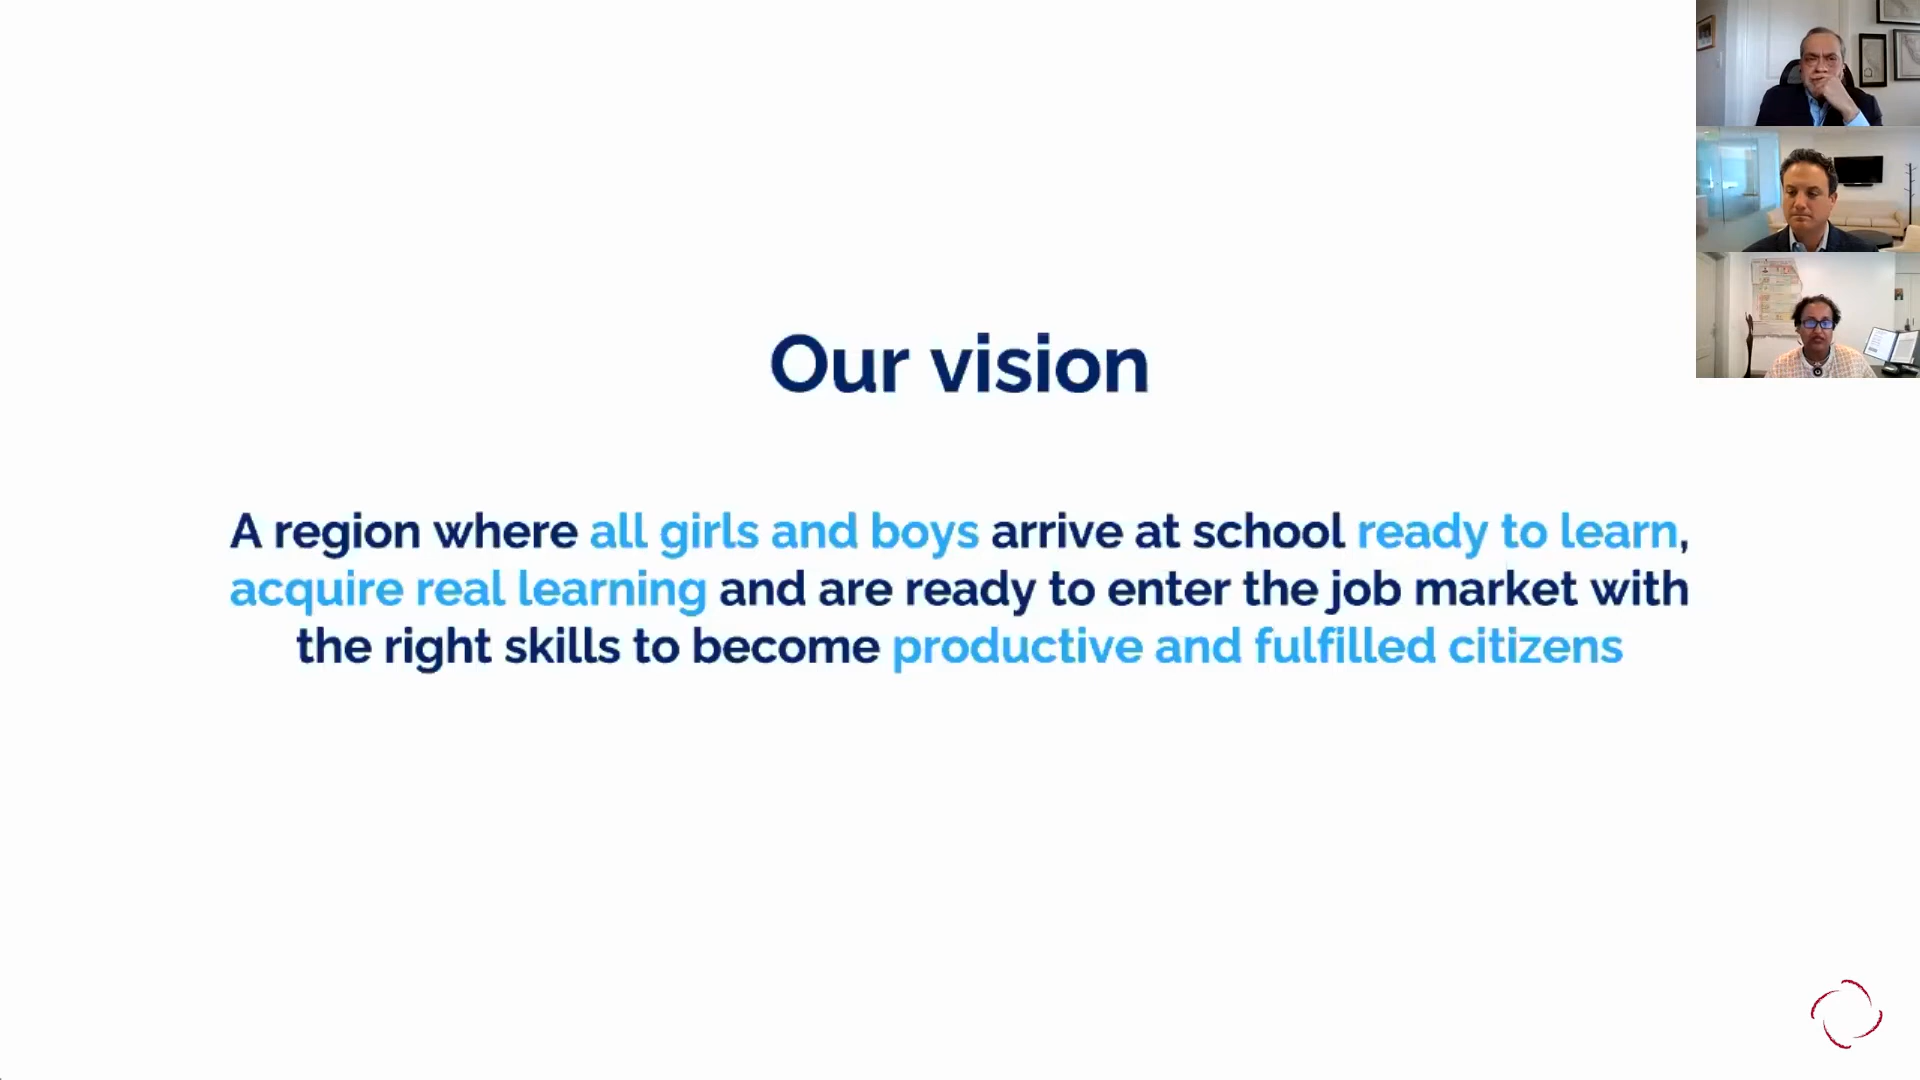 Our vision
A region where all girls and boys arrive at school ready to learn,
acquire real learning and are ready to enter the job market with
the right skills to become productive and fulfilled citizens